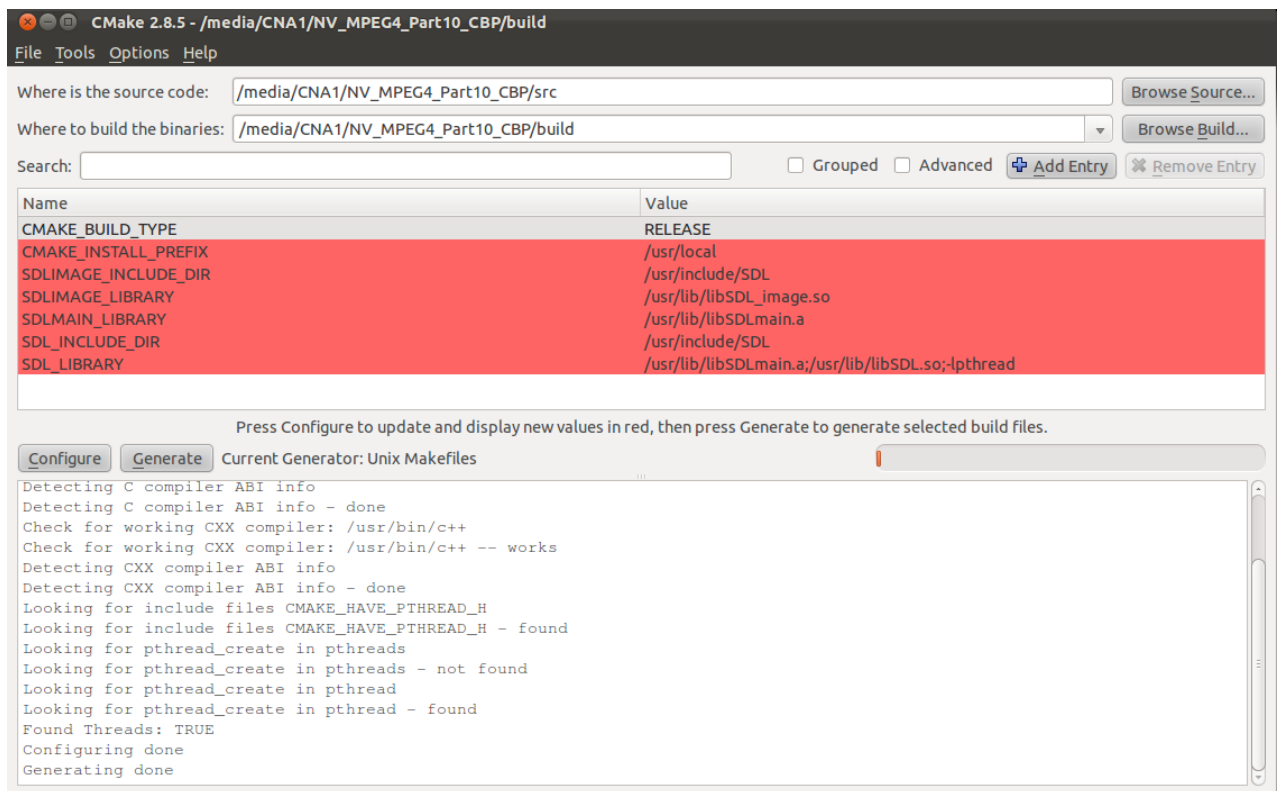 CMake 2.8.5 - /media/CNA1/NV_MPEG4_Part10_CBP/build
File Tools Options Help
Where is the source code: /media/CNA1/NV_MPEG4_Part10_CBP/src Browse Source...
Where to build the binaries: /media/CNA1/NV_MPEG4_Part10_CBP/build Browse Build...
Search: Grouped Advanced Add Entry Remove Entry
Name Value
CMAKE_BUILD_TYPE RELEASE
CMAKE_INSTALL_PREFIX /usr/local
SDLIMAGE_INCLUDE_DIR /usr/include/SDL
SDLIMAGE_LIBRARY /usr/lib/libSDL_image.so
SDLMAIN_LIBRARY /usr/lib/libSDLmain.a
SDL_INCLUDE_DIR /usr/include/SDL
SDL_LIBRARY /usr/lib/libSDLmain.a;/usr/lib/libSDL.so;-lpthread
Press Configure to update and display new values in red, then press Generate to generate selected build files.
Configure Generate Current Generator: Unix Makefiles
Detecting C compiler ABI info
Detecting C compiler ABI info - done
Check for working CXX compiler: /usr/bin/c++
Check for working CXX compiler: /usr/bin/c++ -- works
Detecting CXX compiler ABI info
Detecting CXX compiler ABI info - done
Looking for include files CMAKE_HAVE_PTHREAD_H
Looking for include files CMAKE_HAVE_PTHREAD_H - found
Looking for pthread_create in pthreads
Looking for pthread_create in pthreads - not found
Looking for pthread_create in pthread
Looking for pthread_create in pthread - found
Found Threads: TRUE
Configuring done
Generating done